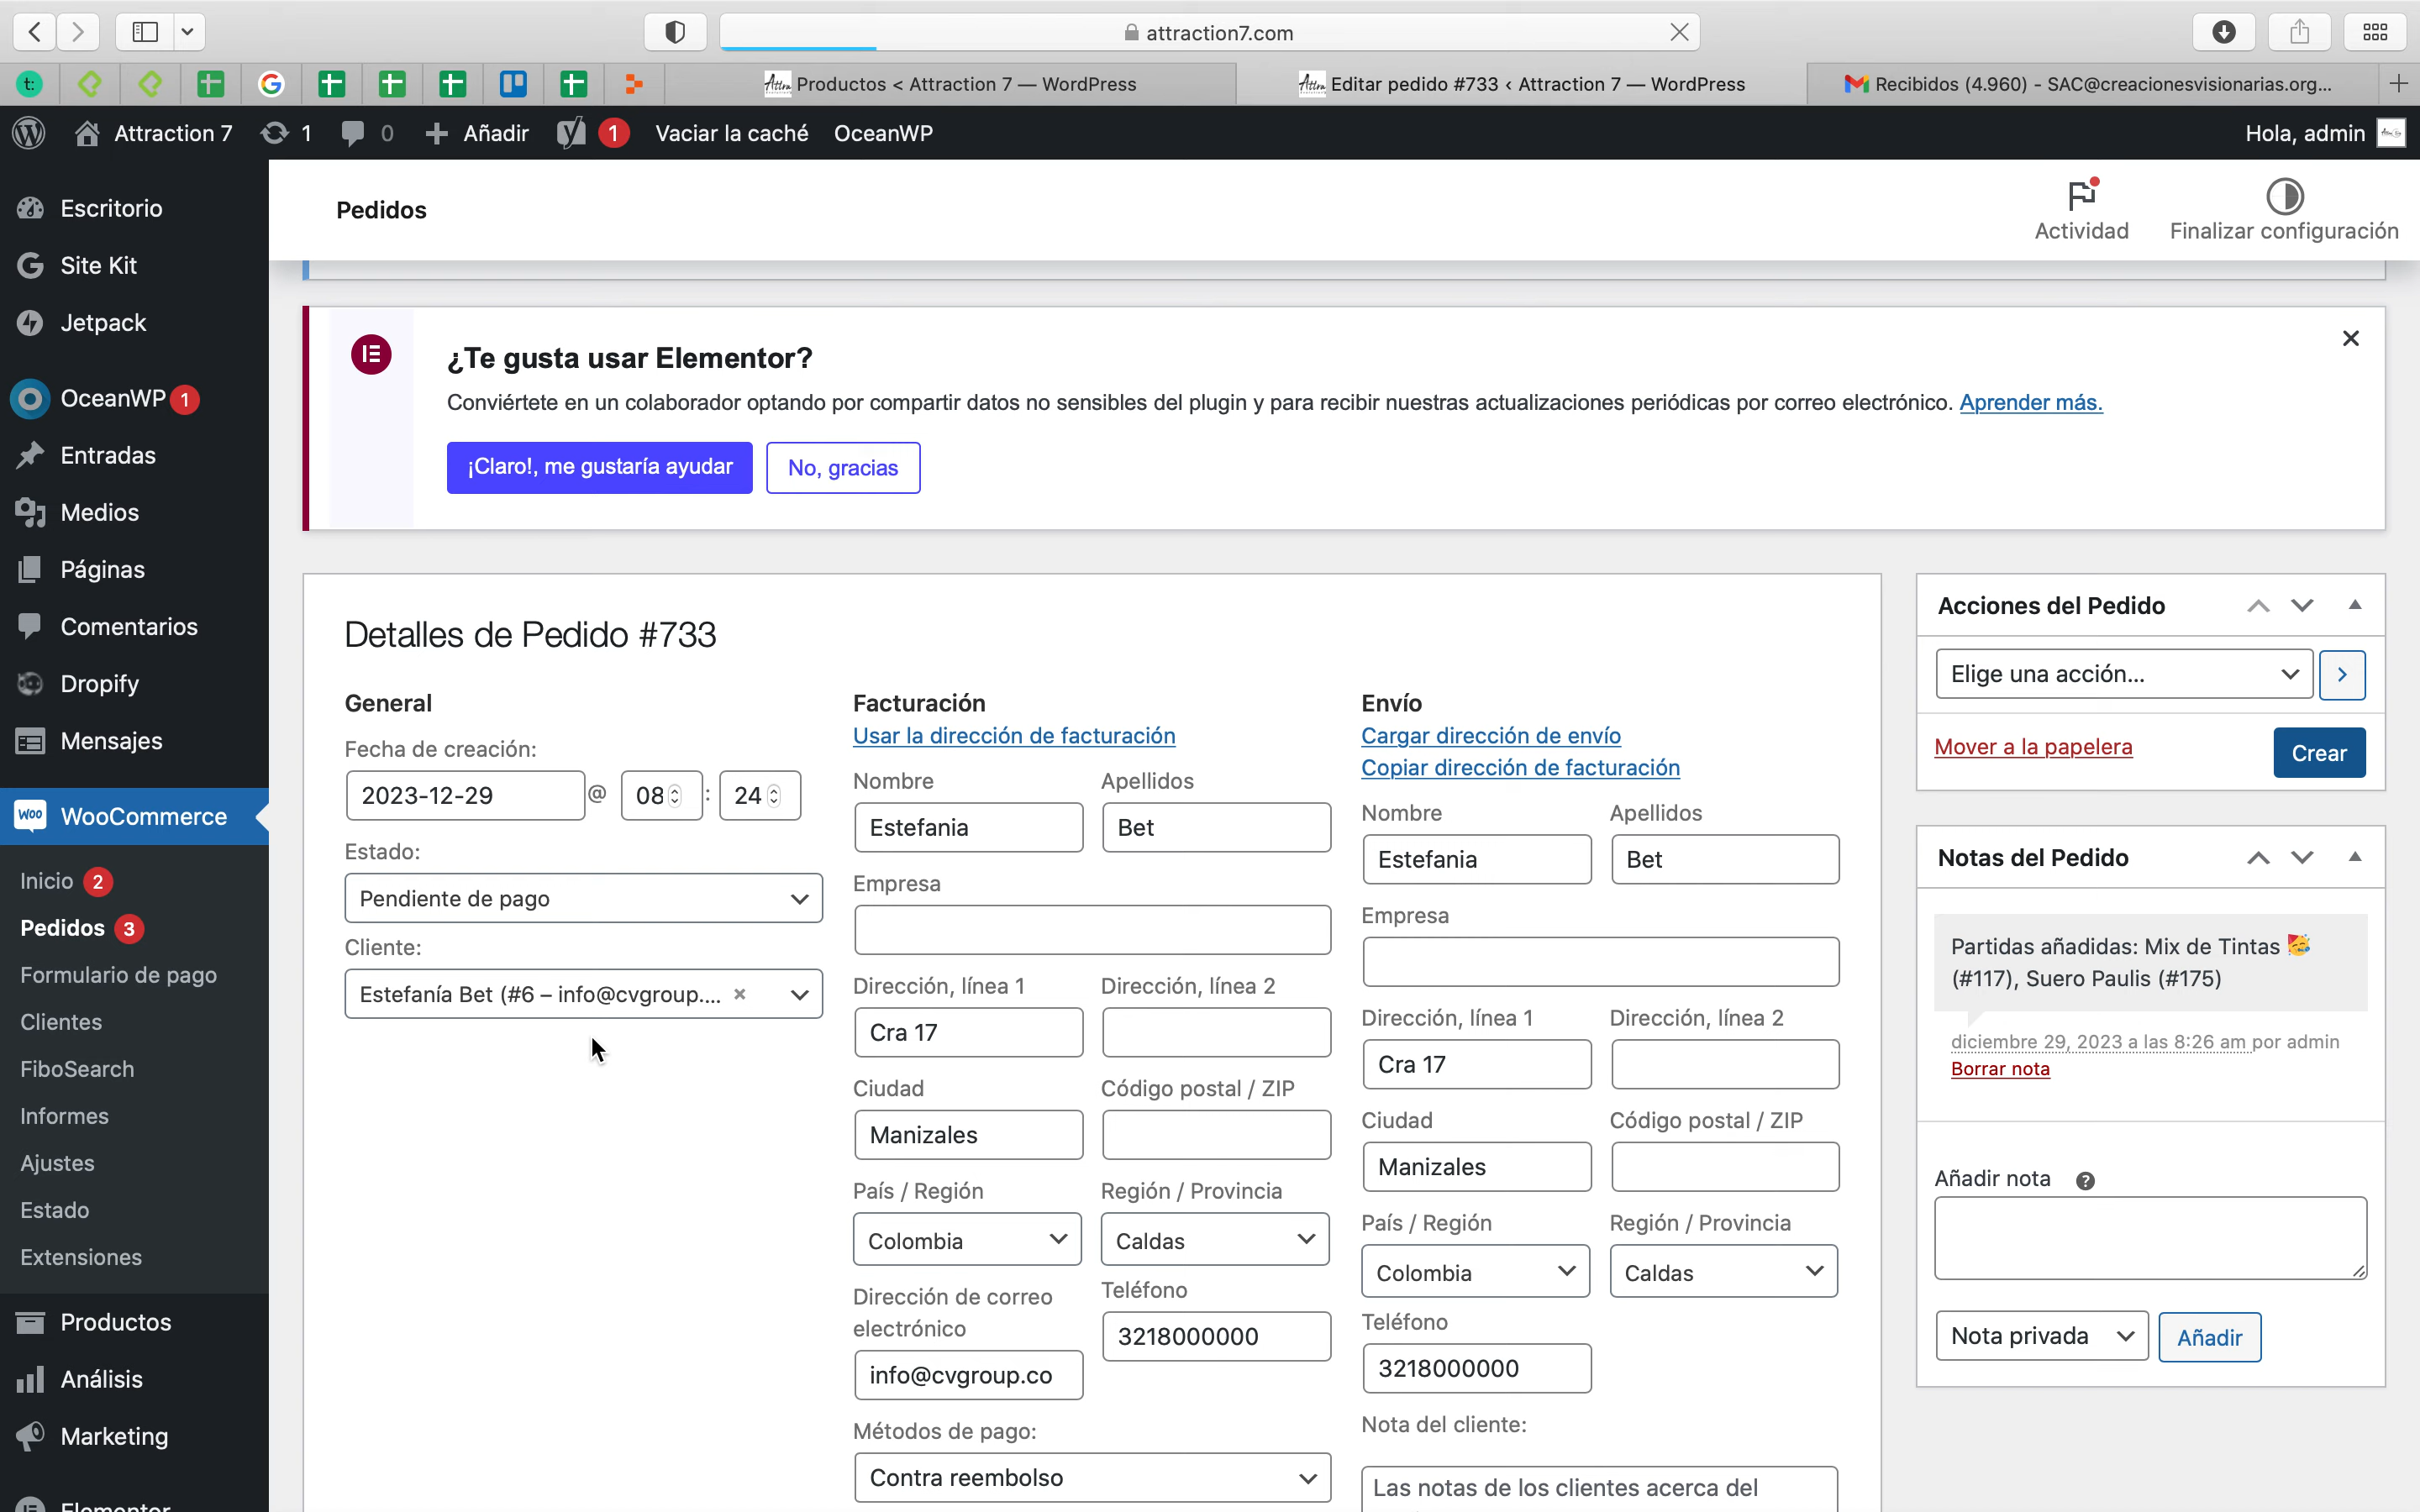 attraction7.com
t:
Productos < Attraction 7 — WordPress
Editar pedido #733 ‹ Attraction 7 — WordPress
Recibidos (4.960) - SAC@creacionesvisionarias.org...
Attraction 7
1
0
Añadir
1
Vaciar la caché
OceanWP
Hola, admin
Escritorio
Site Kit
Jetpack
OceanWP 1
Entradas
Medios
Páginas
Comentarios
Dropify
Mensajes
WooCommerce
Inicio 2
Pedidos 3
Formulario de pago
Clientes
FiboSearch
Informes
Ajustes
Estado
Extensiones
Productos
Análisis
Marketing
Elementor
Pedidos
Actividad
Finalizar configuración
¿Te gusta usar Elementor?
Conviértete en un colaborador optando por compartir datos no sensibles del plugin y para recibir nuestras actualizaciones periódicas por correo electrónico. Aprender más.
¡Claro!, me gustaría ayudar
No, gracias
Detalles de Pedido #733
General
Fecha de creación:
2023-12-29 @ 08 : 24
Estado:
Pendiente de pago
Cliente:
Estefanía Bet (#6 – info@cvgroup.... ×
Facturación
Usar la dirección de facturación
Nombre Apellidos
Estefania Bet
Empresa
Dirección, línea 1 Dirección, línea 2
Cra 17
Ciudad Código postal / ZIP
Manizales
País / Región Región / Provincia
Colombia Caldas
Dirección de correo electrónico Teléfono
info@cvgroup.co 3218000000
Métodos de pago:
Contra reembolso
Envío
Cargar dirección de envío
Copiar dirección de facturación
Nombre Apellidos
Estefania Bet
Empresa
Dirección, línea 1 Dirección, línea 2
Cra 17
Ciudad Código postal / ZIP
Manizales
País / Región Región / Provincia
Colombia Caldas
Teléfono
3218000000
Nota del cliente:
Las notas de los clientes acerca del
Acciones del Pedido
Elige una acción...
Mover a la papelera
Crear
Notas del Pedido
Partidas añadidas: Mix de Tintas 🥳
(#117), Suero Paulis (#175)
diciembre 29, 2023 a las 8:26 am por admin
Borrar nota
Añadir nota ?
Nota privada
Añadir